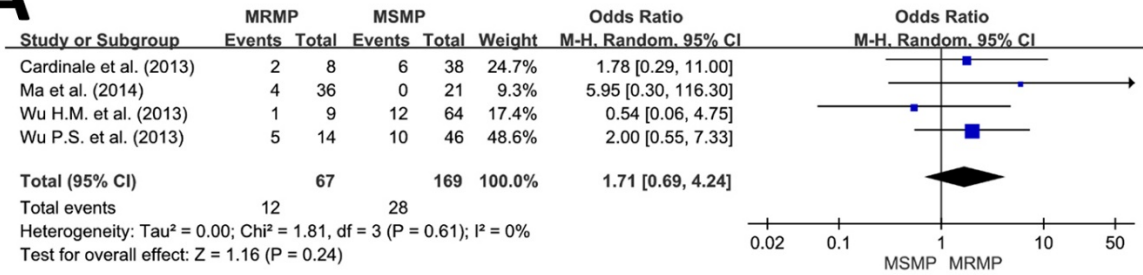 A
MRMP MSMP Odds Ratio Odds Ratio
Study or Subgroup Events Total Events Total Weight M-H, Random, 95% CI M-H, Random, 95% CI
Cardinale et al. (2013) 2 8 6 38 24.7% 1.78 [0.29, 11.00]
Ma et al. (2014) 4 36 0 21 9.3% 5.95 [0.30, 116.30]
Wu H.M. et al. (2013) 1 9 12 64 17.4% 0.54 [0.06, 4.75]
Wu P.S. et al. (2013) 5 14 10 46 48.6% 2.00 [0.55, 7.33]
Total (95% CI) 67 169 100.0% 1.71 [0.69, 4.24]
Total events 12 28
Heterogeneity: Tau² = 0.00; Chi² = 1.81, df = 3 (P = 0.61); I² = 0%
Test for overall effect: Z = 1.16 (P = 0.24)
0.02 0.1 1 10 50
MSMP MRMP